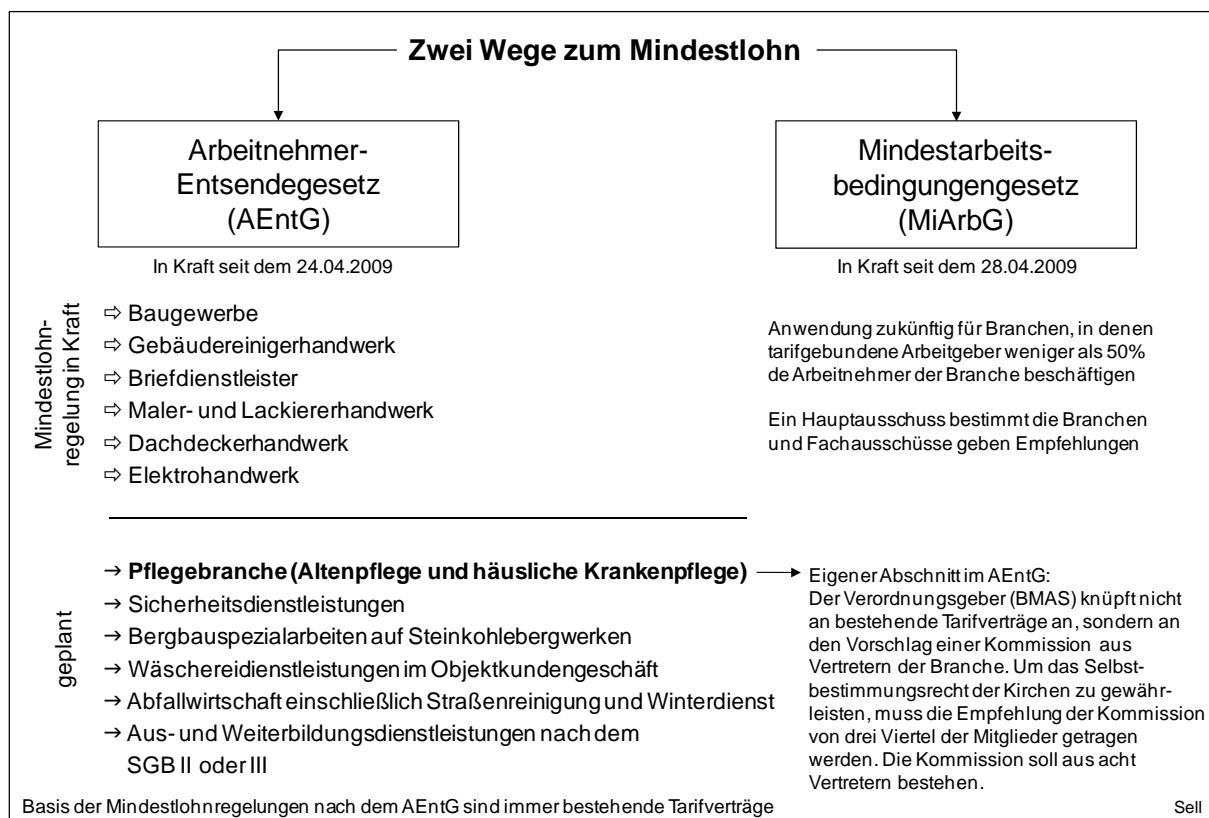 Zwei Wege zum Mindestlohn
Arbeitnehmer-
Entsendegesetz
(AEntG)
In Kraft seit dem 24.04.2009
Mindestarbeits-
bedingungengesetz
(MiArbG)
In Kraft seit dem 28.04.2009
Mindestlohn-
regelung in Kraft
⇨ Baugewerbe
⇨ Gebäudereinigerhandwerk
⇨ Briefdienstleister
⇨ Maler- und Lackiererhandwerk
⇨ Dachdeckerhandwerk
⇨ Elektrohandwerk
Anwendung zukünftig für Branchen, in denen
tarifgebundene Arbeitgeber weniger als 50%
de Arbeitnehmer der Branche beschäftigen
Ein Hauptausschuss bestimmt die Branchen
und Fachausschüsse geben Empfehlungen
geplant
→ Pflegebranche (Altenpflege und häusliche Krankenpflege)
→ Sicherheitsdienstleistungen
→ Bergbauspezialarbeiten auf Steinkohlebergwerken
→ Wäschereidienstleistungen im Objektkundengeschäft
→ Abfallwirtschaft einschließlich Straßenreinigung und Winterdienst
→ Aus- und Weiterbildungsdienstleistungen nach dem
SGB II oder III
Eigener Abschnitt im AEntG:
Der Verordnungsgeber (BMAS) knüpft nicht
an bestehende Tarifverträge an, sondern an
den Vorschlag einer Kommission aus
Vertretern der Branche. Um das Selbst-
bestimmungsrecht der Kirchen zu gewähr-
leisten, muss die Empfehlung der Kommission
von drei Viertel der Mitglieder getragen
werden. Die Kommission soll aus acht
Vertretern bestehen.
Basis der Mindestlohnregelungen nach dem AEntG sind immer bestehende Tarifverträge
Sell